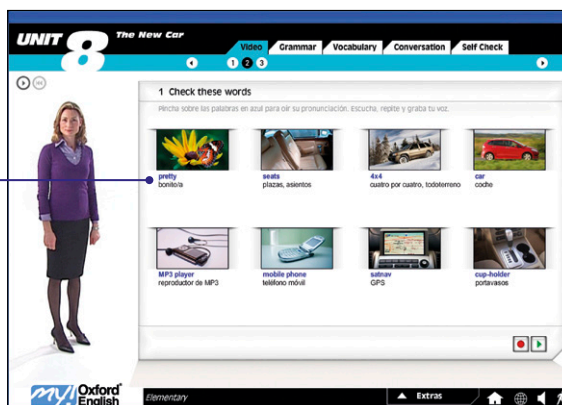 UNIT 8 The New Car
Video Grammar Vocabulary Conversation Self Check
1 2 3
1 Check these words
Pincha sobre las palabras en azul para oír su pronunciación. Escucha, repite y graba tu voz.
pretty
bonito/a
seats
plazas, asientos
4x4
cuatro por cuatro, todoterreno
car
coche
MP3 player
reproductor de MP3
mobile phone
teléfono móvil
satnav
GPS
cup-holder
portavasos
my! Oxford English
Elementary
Extras